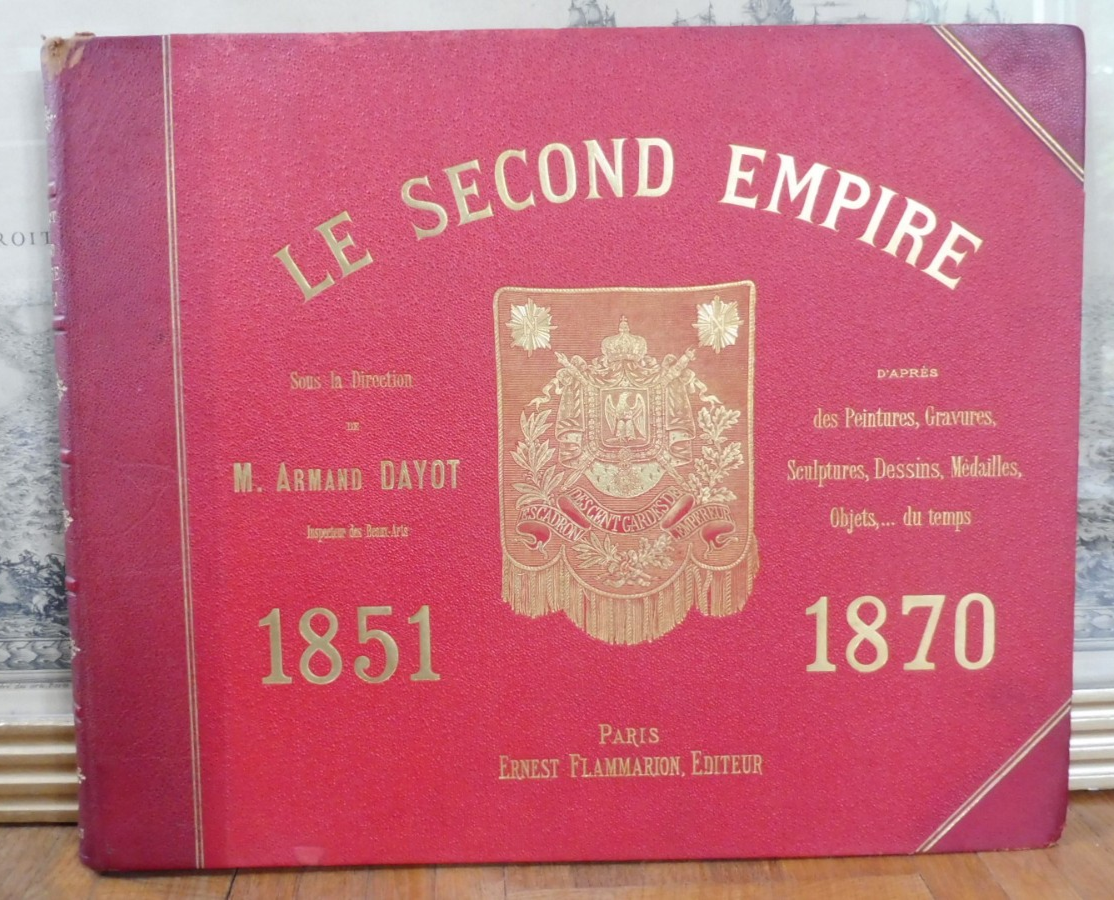 LE SECOND EMPIRE
Sous la Direction
DE
M. ARMAND DAYOT
Inspecteur des Beaux-Arts
1851
ESCADRON DES CENT GARDES DE L'EMPEREUR
D'APRÈS
des Peintures, Gravures,
Sculptures, Dessins, Médailles,
Objets,... du temps
1870
PARIS
ERNEST FLAMMARION, EDITEUR
ROIT